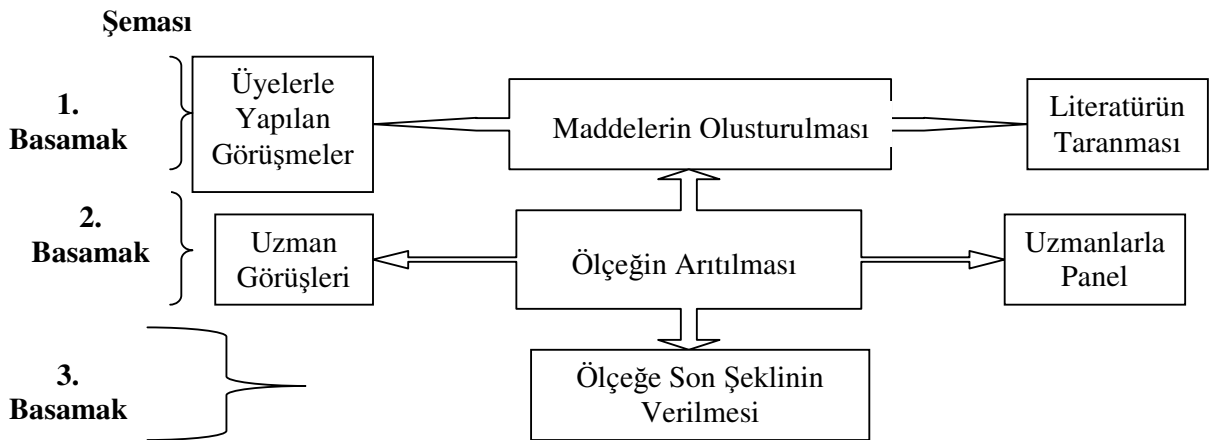 Şeması
1.
Basamak
Üyelerle
Yapılan
Görüşmeler
Maddelerin Olusturulması
Literatürün
Taranması
2.
Basamak
Uzman
Görüşleri
Ölçeğin Arıtılması
Uzmanlarla
Panel
3.
Basamak
Ölçeğe Son Şeklinin
Verilmesi